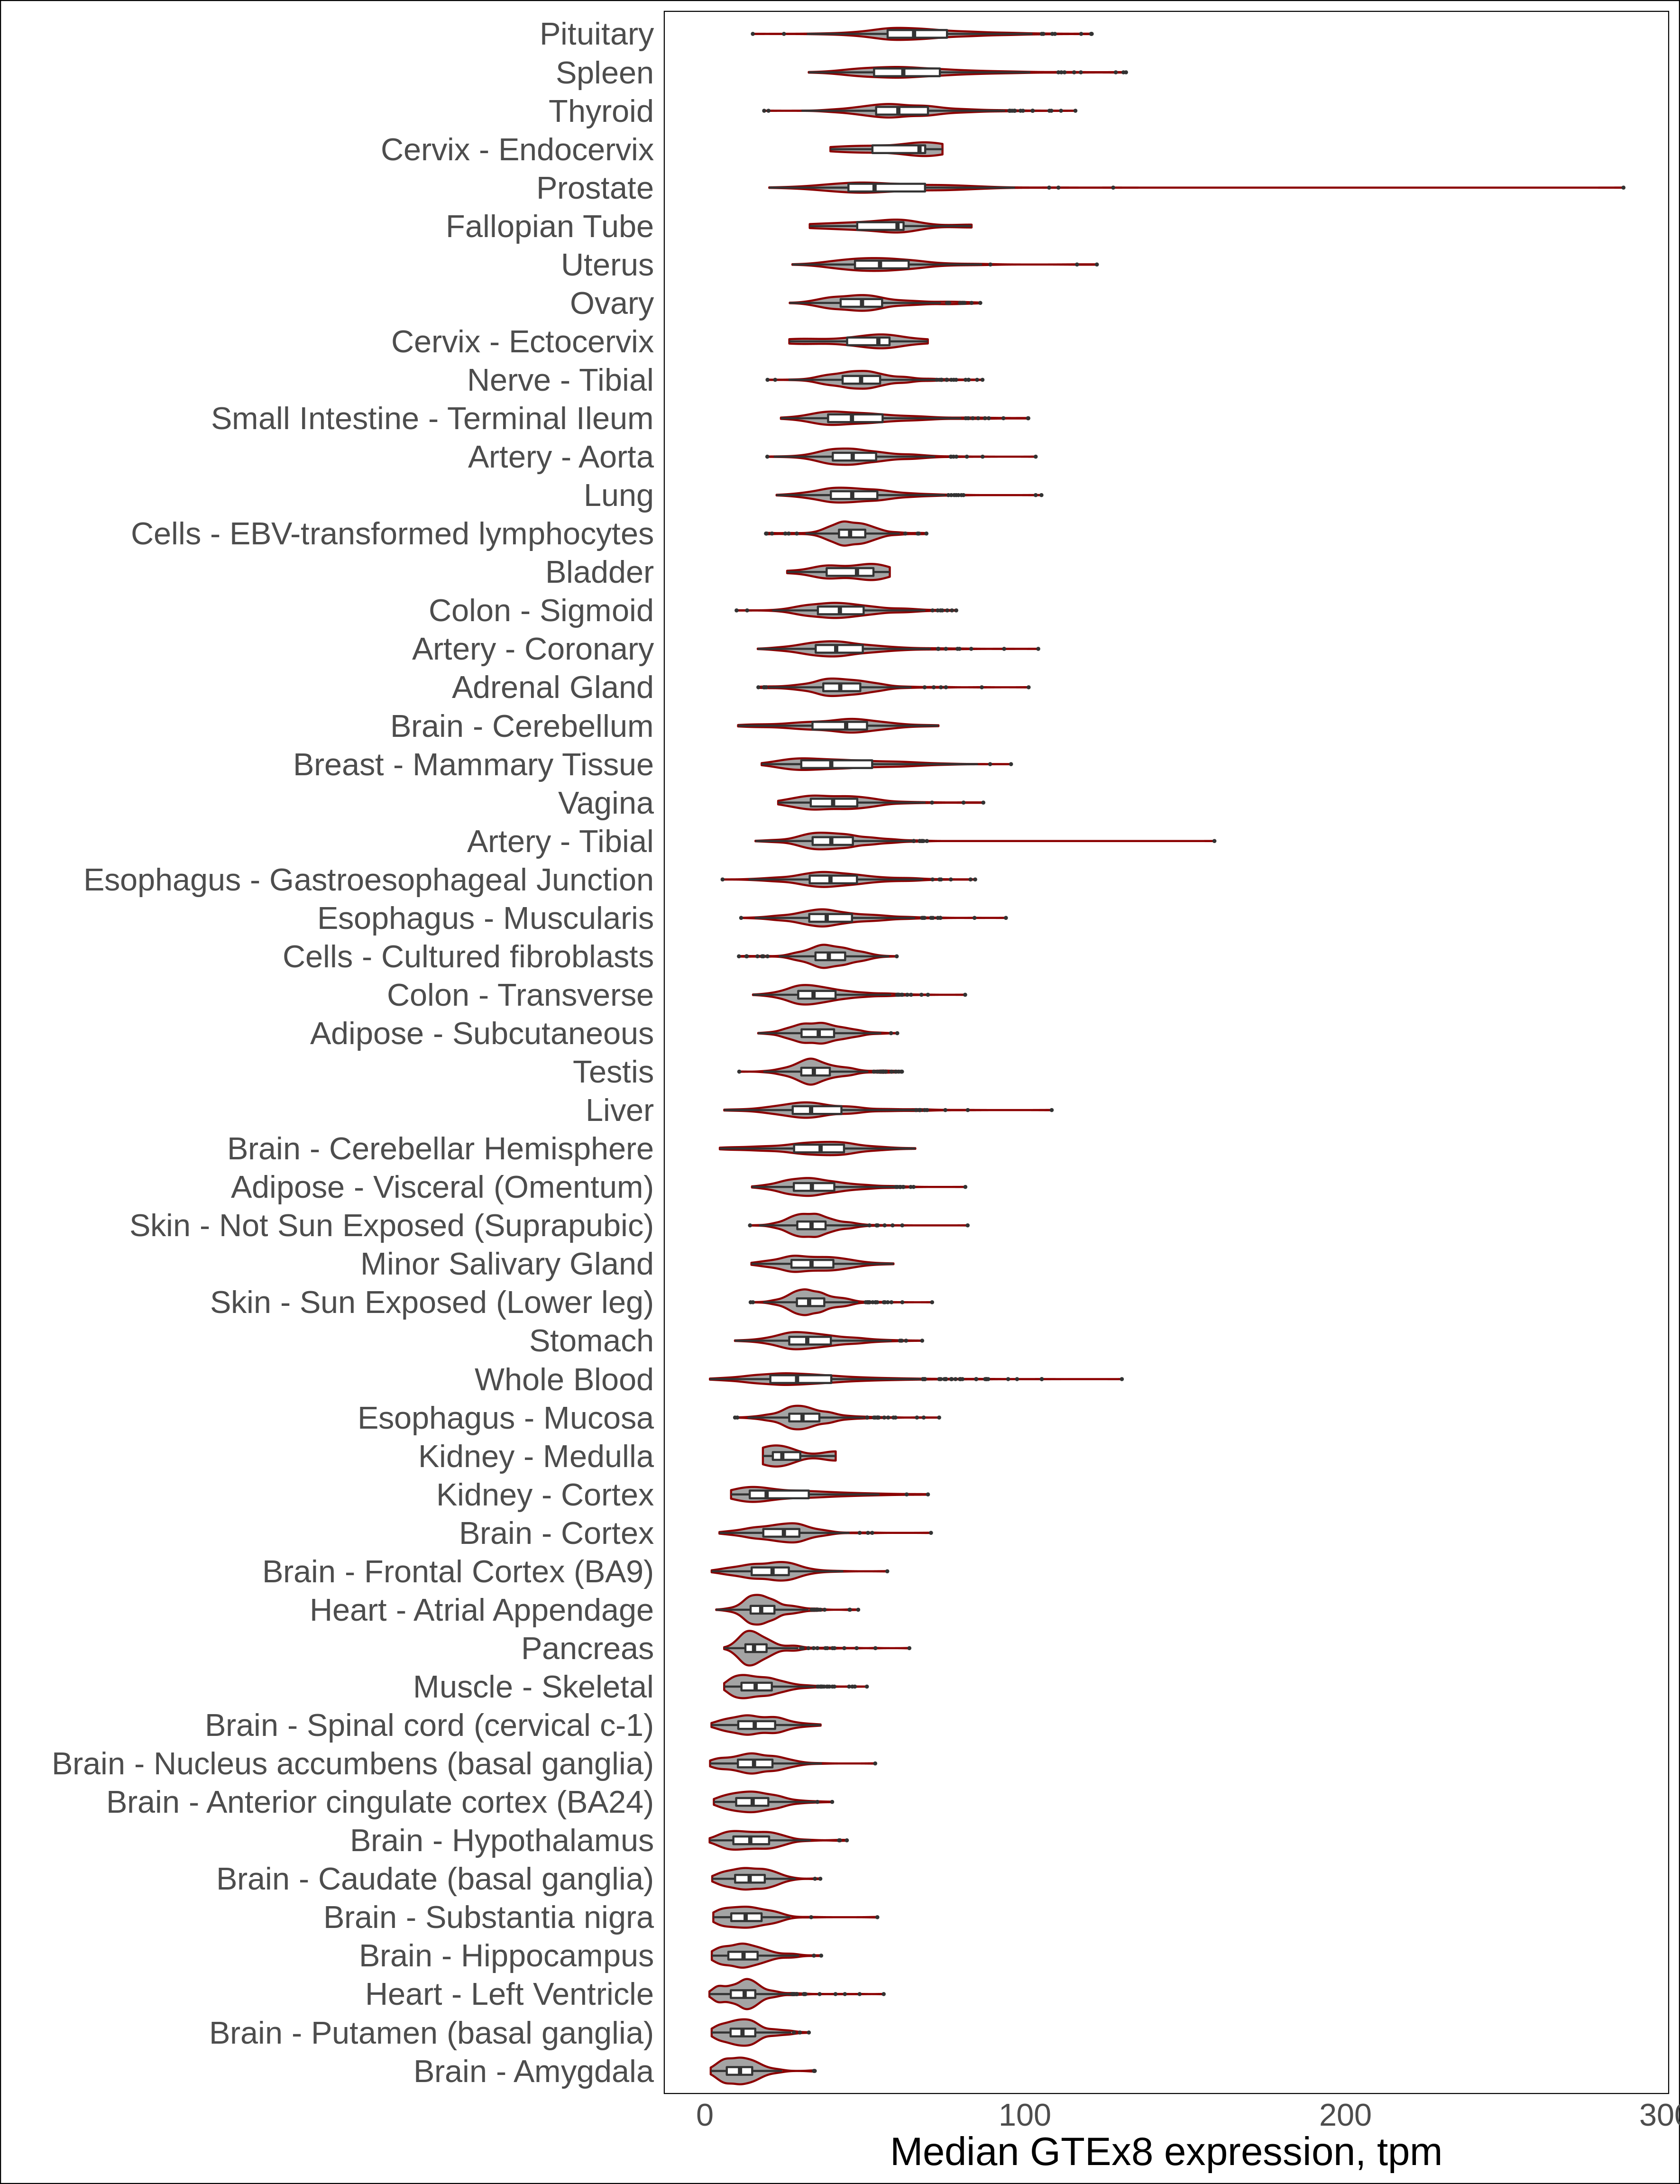 Pituitary
Spleen
Thyroid
Cervix - Endocervix
Prostate
Fallopian Tube
Uterus
Ovary
Cervix - Ectocervix
Nerve - Tibial
Small Intestine - Terminal Ileum
Artery - Aorta
Lung
Cells - EBV-transformed lymphocytes
Bladder
Colon - Sigmoid
Artery - Coronary
Adrenal Gland
Brain - Cerebellum
Breast - Mammary Tissue
Vagina
Artery - Tibial
Esophagus - Gastroesophageal Junction
Esophagus - Muscularis
Cells - Cultured fibroblasts
Colon - Transverse
Adipose - Subcutaneous
Testis
Liver
Brain - Cerebellar Hemisphere
Adipose - Visceral (Omentum)
Skin - Not Sun Exposed (Suprapubic)
Minor Salivary Gland
Skin - Sun Exposed (Lower leg)
Stomach
Whole Blood
Esophagus - Mucosa
Kidney - Medulla
Kidney - Cortex
Brain - Cortex
Brain - Frontal Cortex (BA9)
Heart - Atrial Appendage
Pancreas
Muscle - Skeletal
Brain - Spinal cord (cervical c-1)
Brain - Nucleus accumbens (basal ganglia)
Brain - Anterior cingulate cortex (BA24)
Brain - Hypothalamus
Brain - Caudate (basal ganglia)
Brain - Substantia nigra
Brain - Hippocampus
Heart - Left Ventricle
Brain - Putamen (basal ganglia)
Brain - Amygdala
0 100 200 300
Median GTEx8 expression, tpm